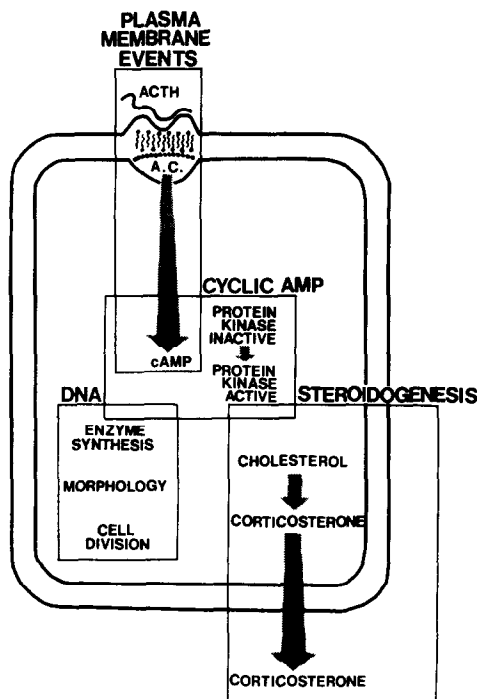 PLASMA
MEMBRANE
EVENTS
ACTH
A.C.
CYCLIC AMP
PROTEIN
KINASE
INACTIVE
cAMP
PROTEIN
KINASE
ACTIVE
DNA
STEROIDOGENESIS
ENZYME
SYNTHESIS
MORPHOLOGY
CELL
DIVISION
CHOLESTEROL
CORTICOSTERONE
CORTICOSTERONE